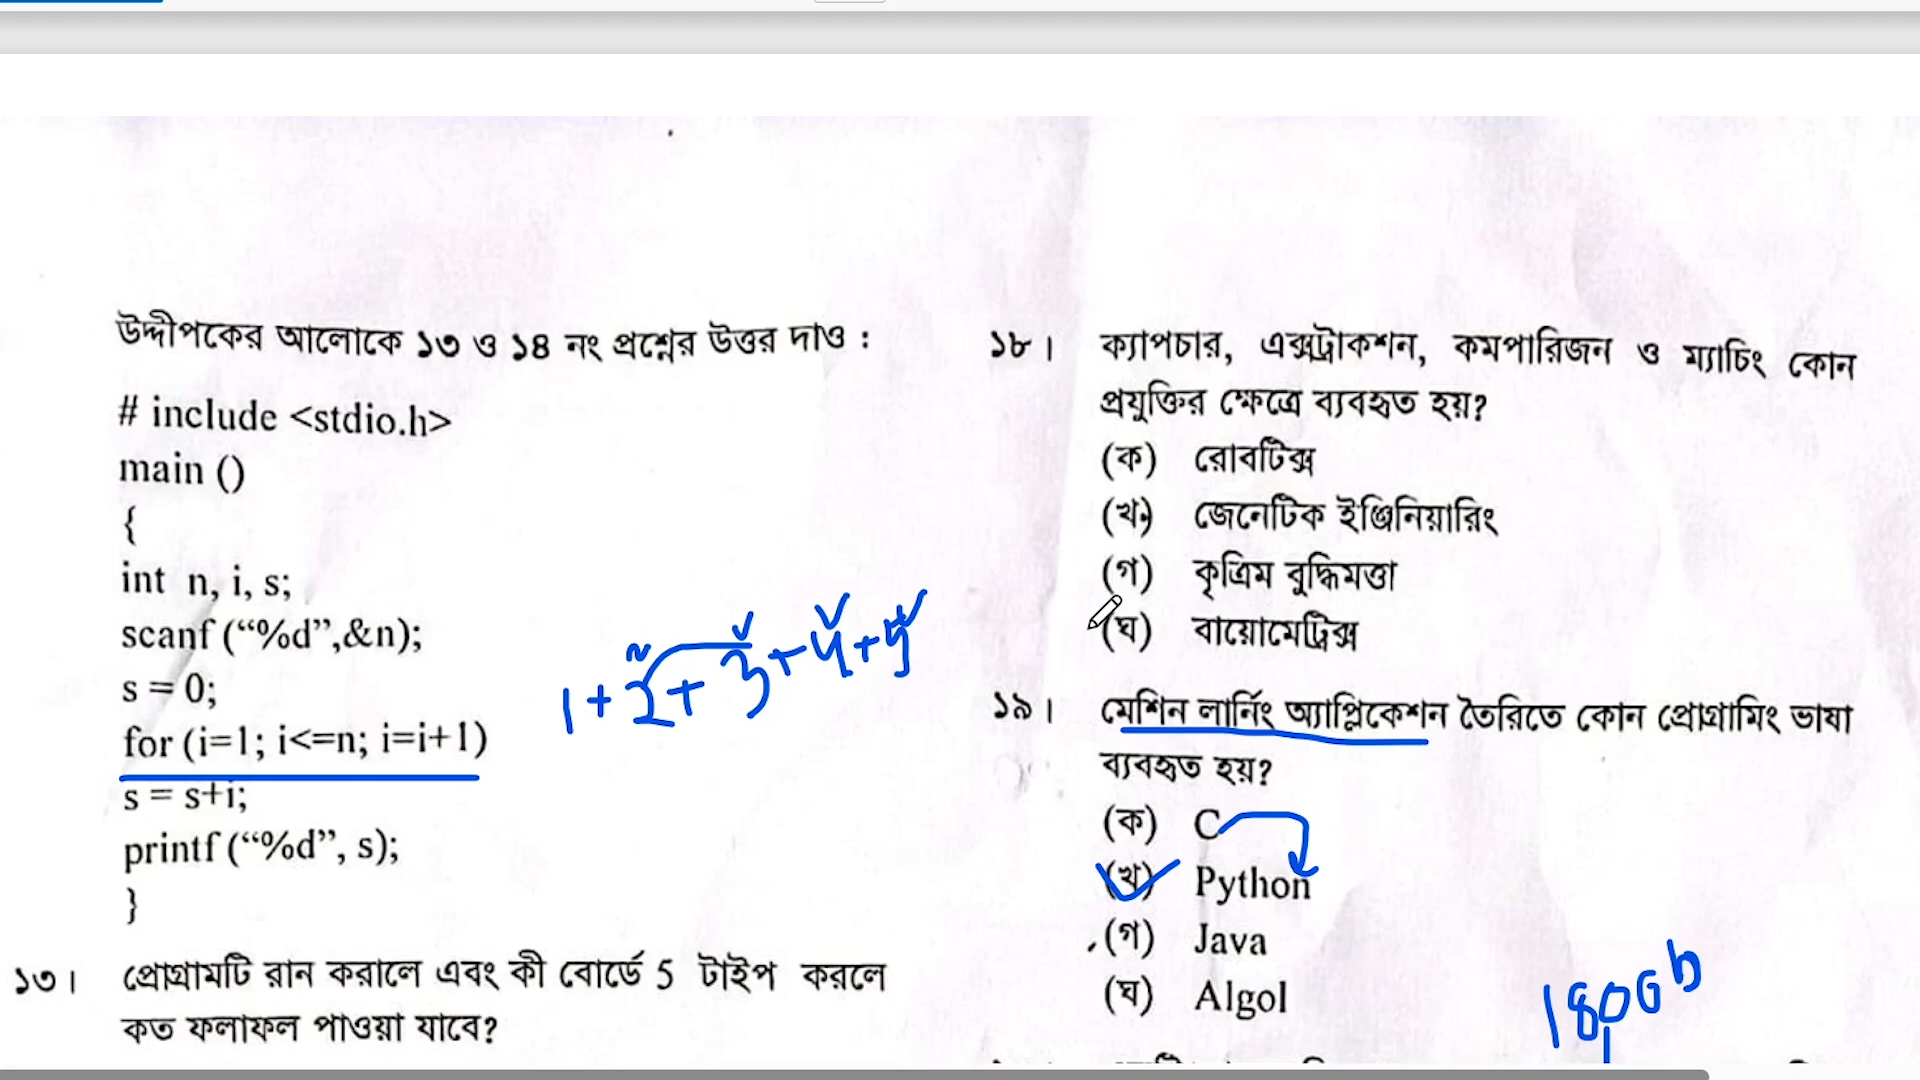 উদ্দীপকের আলোকে ১৩ ও ১৪ নং প্রশ্নের উত্তর দাও :
# include <stdio.h>
main ()
{
int n, i, s;
scanf (“%d”,&n);
s = 0;
for (i=1; i<=n; i=i+1)
s = s+i;
printf (“%d”, s);
}
1+2+3+4+5
১৩। প্রোগ্রামটি রান করালে এবং কী বোর্ডে 5 টাইপ করলে
কত ফলাফল পাওয়া যাবে?
১৮। ক্যাপচার, এক্সট্রাকশন, কমপারিজন ও ম্যাচিং কোন
প্রযুক্তির ক্ষেত্রে ব্যবহৃত হয়?
(ক) রোবটিক্স
(খ) জেনেটিক ইঞ্জিনিয়ারিং
(গ) কৃত্রিম বুদ্ধিমত্তা
(ঘ) বায়োমেট্রিক্স
১৯। মেশিন লার্নিং অ্যাপ্লিকেশন তৈরিতে কোন প্রোগ্রামিং ভাষা
ব্যবহৃত হয়?
(ক) C
(খ) Python
(গ) Java
(ঘ) Algol